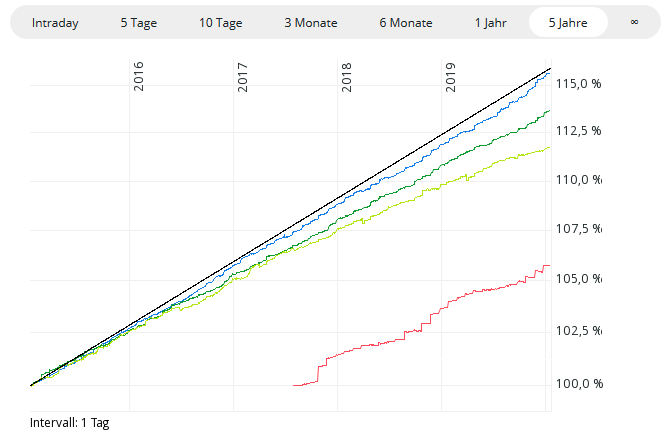 Intraday 5 Tage 10 Tage 3 Monate 6 Monate 1 Jahr 5 Jahre ∞
2016 2017 2018 2019
115,0 %
112,5 %
110,0 %
107,5 %
105,0 %
102,5 %
100,0 %
Intervall: 1 Tag